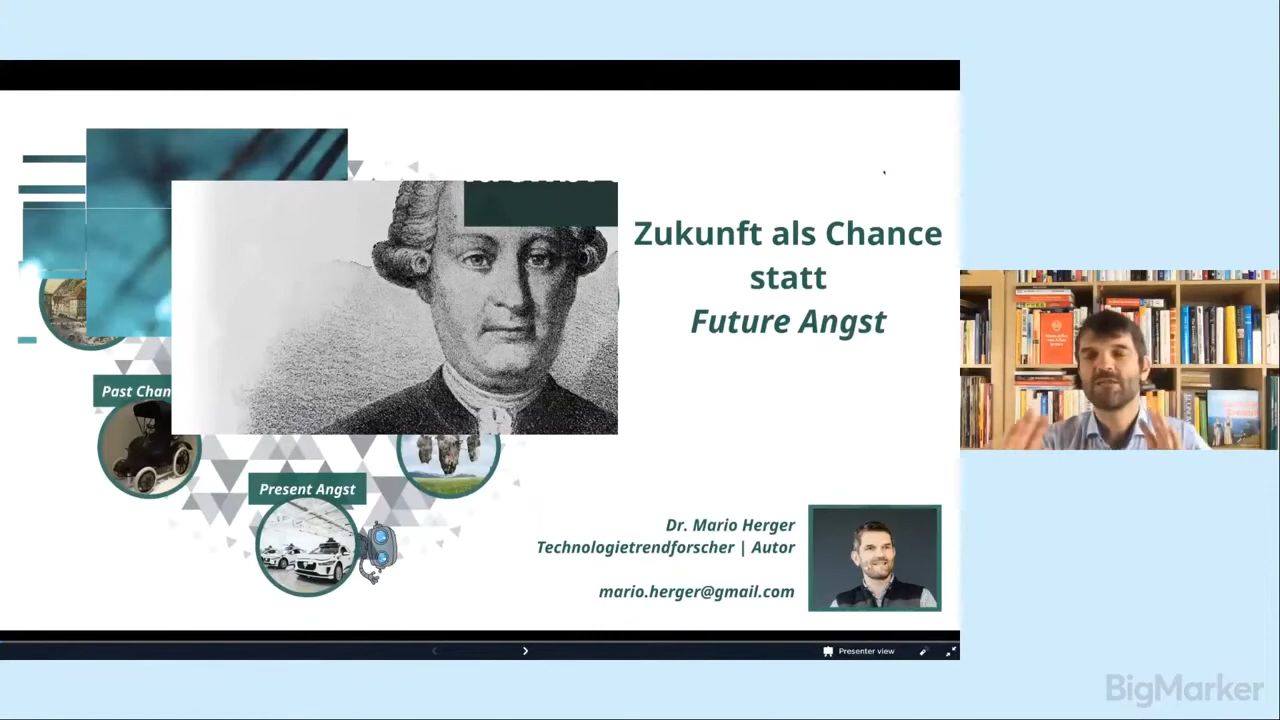 Zukunft als Chance
statt
Future Angst
Past Chan
Present Angst
Dr. Mario Herger
Technologietrendforscher | Autor
mario.herger@gmail.com
Presenter view
BigMarker